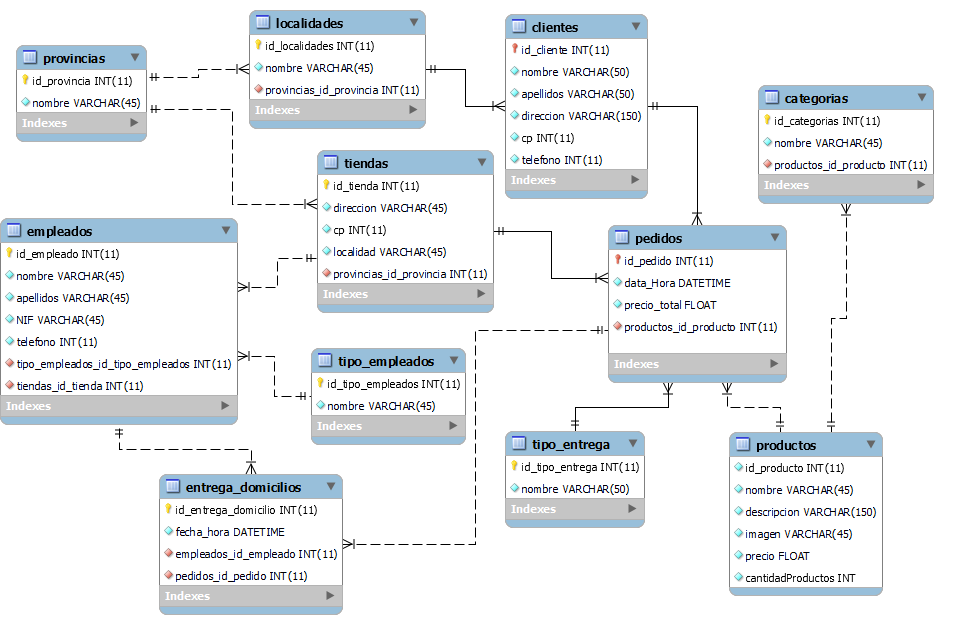 provincias
id_provincia INT(11)
nombre VARCHAR(45)
Indexes
localidades
id_localidades INT(11)
nombre VARCHAR(45)
provincias_id_provincia INT(11)
Indexes
clientes
id_cliente INT(11)
nombre VARCHAR(50)
apellidos VARCHAR(50)
direccion VARCHAR(150)
cp INT(11)
telefono INT(11)
Indexes
categorias
id_categorias INT(11)
nombre VARCHAR(45)
productos_id_producto INT(11)
Indexes
tiendas
id_tienda INT(11)
direccion VARCHAR(45)
cp INT(11)
localidad VARCHAR(45)
provincias_id_provincia INT(11)
Indexes
empleados
id_empleado INT(11)
nombre VARCHAR(45)
apellidos VARCHAR(45)
NIF VARCHAR(45)
telefono INT(11)
tipo_empleados_id_tipo_empleados INT(11)
tiendas_id_tienda INT(11)
Indexes
pedidos
id_pedido INT(11)
data_Hora DATETIME
precio_total FLOAT
productos_id_producto INT(11)
Indexes
tipo_empleados
id_tipo_empleados INT(11)
nombre VARCHAR(45)
Indexes
tipo_entrega
id_tipo_entrega INT(11)
nombre VARCHAR(50)
Indexes
productos
id_producto INT(11)
nombre VARCHAR(45)
descripcion VARCHAR(150)
imagen VARCHAR(45)
precio FLOAT
cantidadProductos INT
entrega_domicilios
id_entrega_domicilio INT(11)
fecha_hora DATETIME
empleados_id_empleado INT(11)
pedidos_id_pedido INT(11)
Indexes